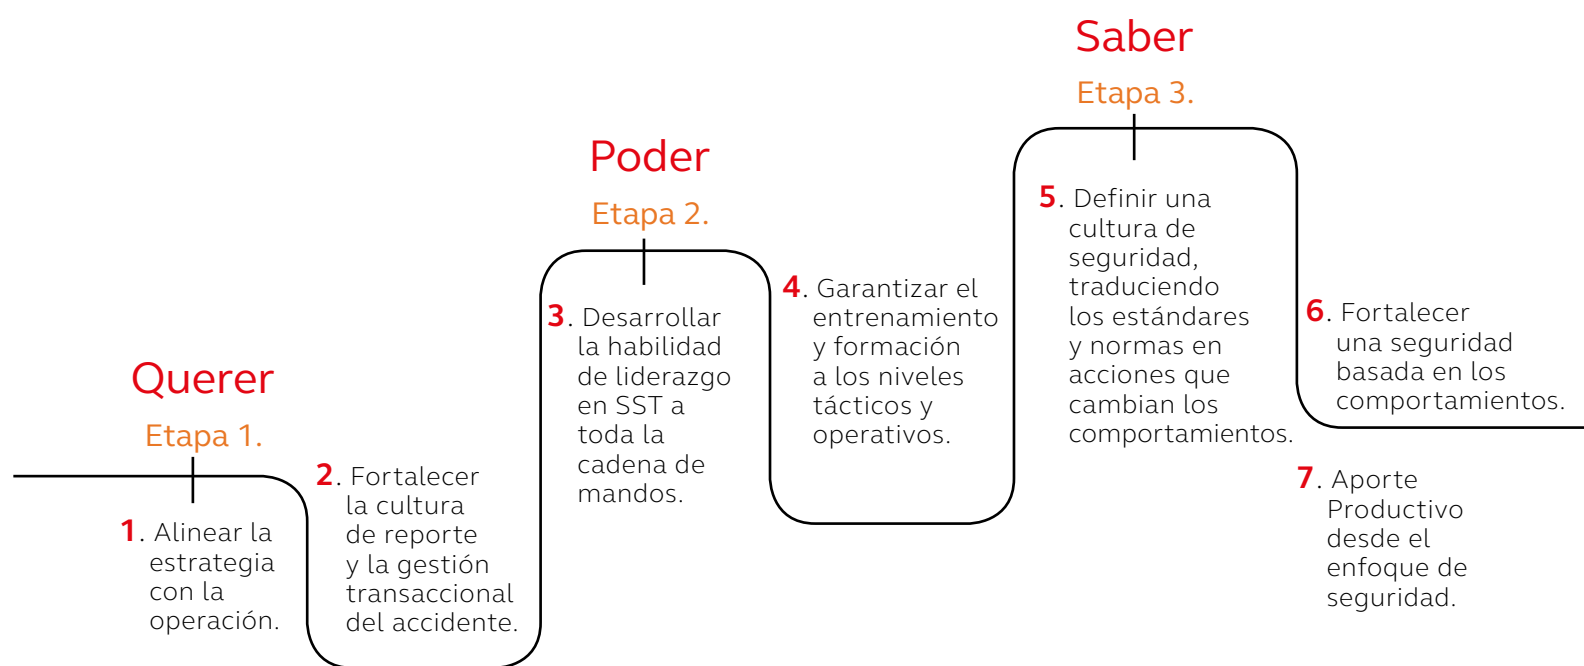 Querer
Etapa 1.
1. Alinear la
estrategia
con la
operación.
2. Fortalecer
la cultura
de reporte
y la gestión
transaccional
del accidente.
Poder
Etapa 2.
3. Desarrollar
la habilidad
de liderazgo
en SST a
toda la
cadena de
mandos.
4. Garantizar el
entrenamiento
y formación
a los niveles
tácticos y
operativos.
Saber
Etapa 3.
5. Definir una
cultura de
seguridad,
traduciendo
los estándares
y normas en
acciones que
cambian los
comportamientos.
6. Fortalecer
una seguridad
basada en los
comportamientos.
7. Aporte
Productivo
desde el
enfoque de
seguridad.